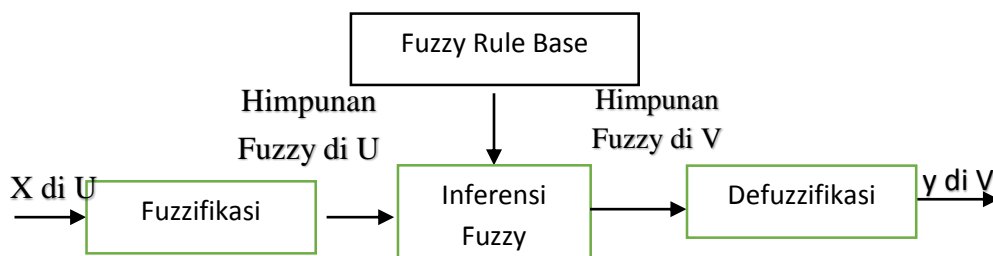 Fuzzy Rule Base
Himpunan
Fuzzy di U
Himpunan
Fuzzy di V
X di U
Fuzzifikasi
Inferensi
Fuzzy
Defuzzifikasi
y di V